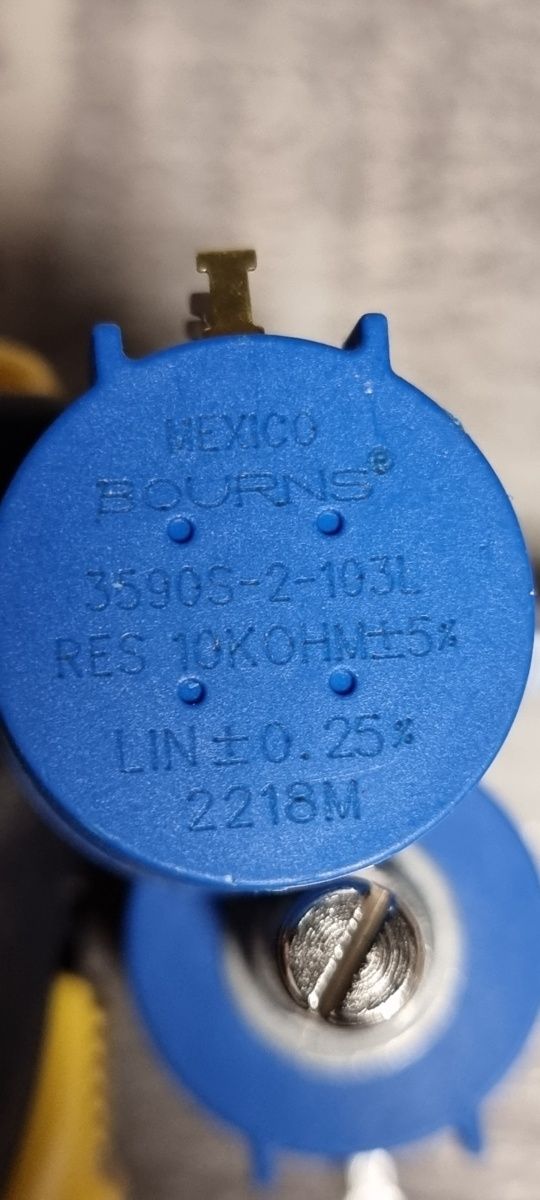 MEXICO
BOURNS®
3590S-2-103L
RES 10KOHM±5%
LIN±0.25%
2218M